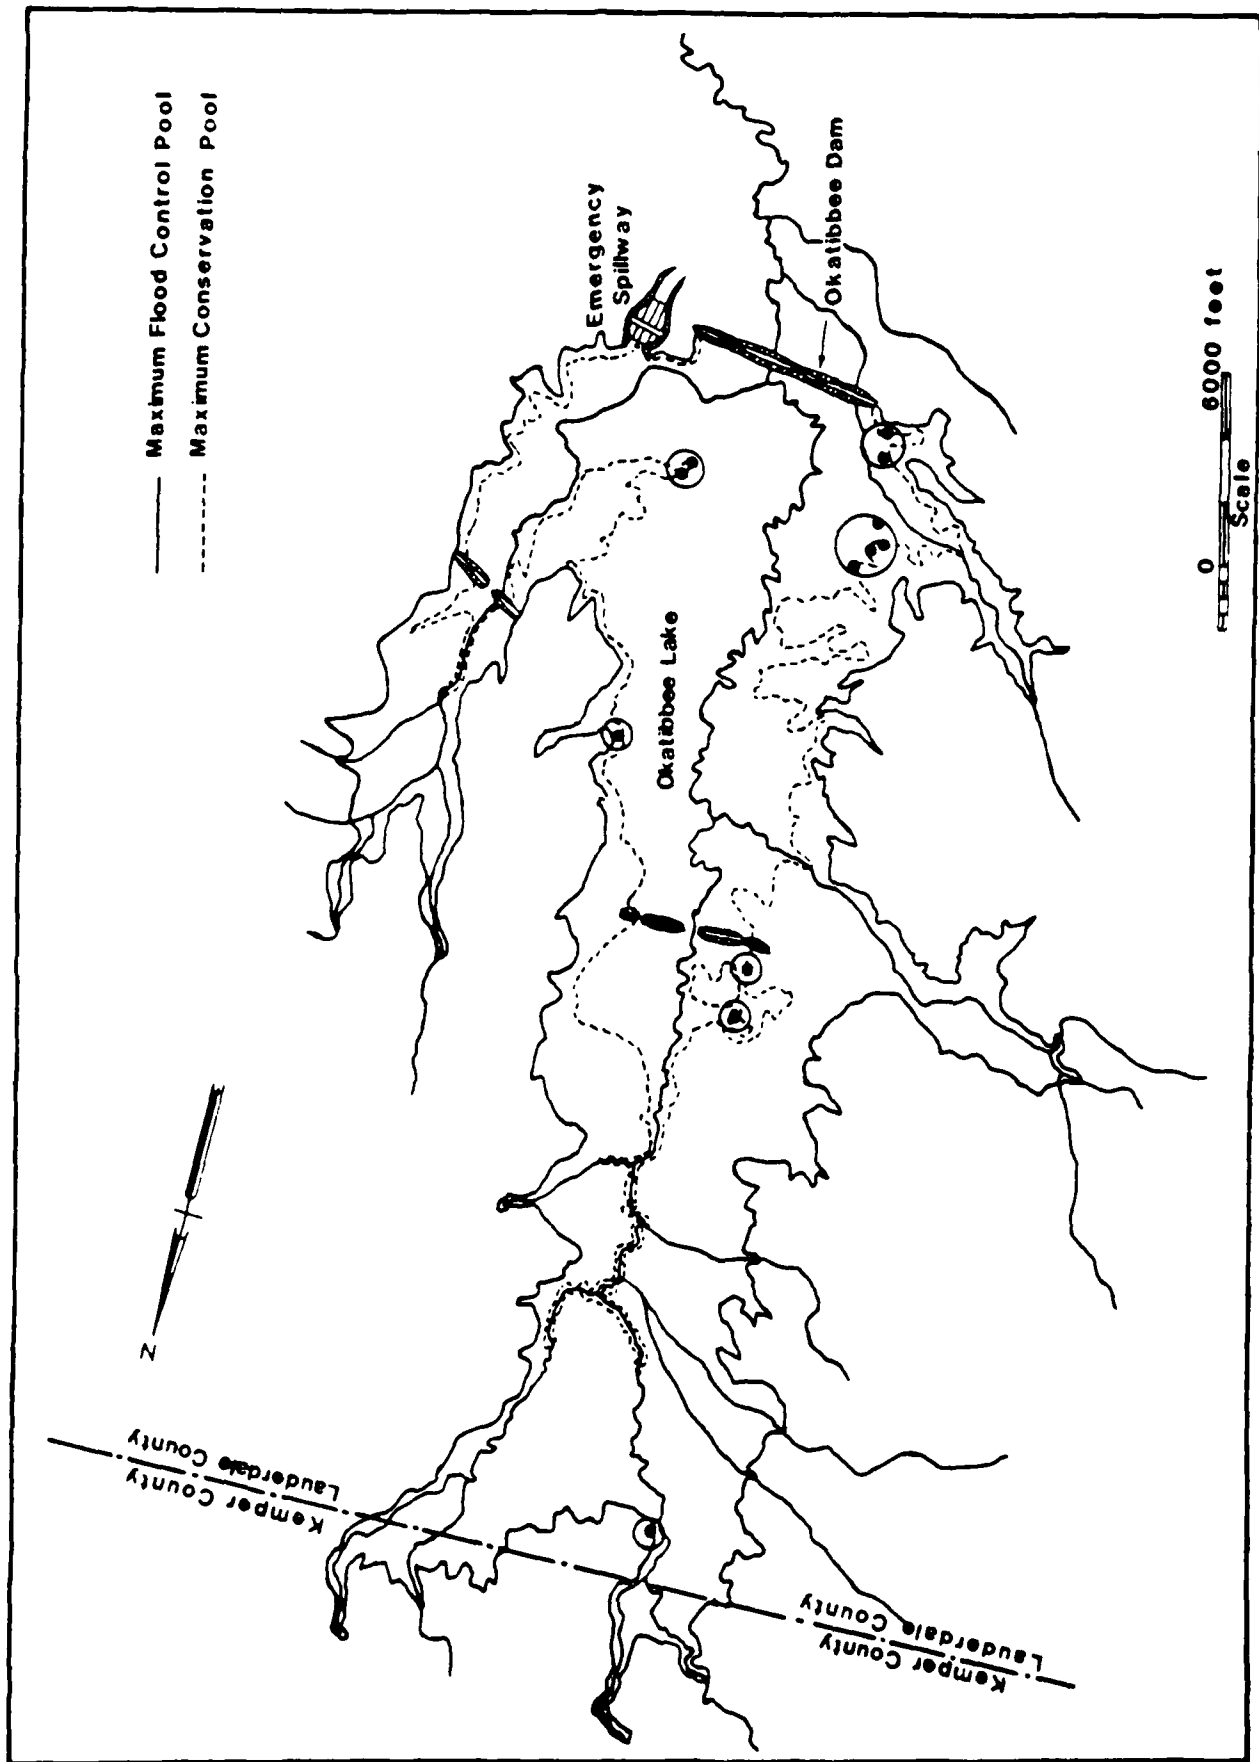 Maximum Flood Control Pool
Maximum Conservation Pool
Emergency
Spillway
Okatibbee Dam
Okatibbee Lake
0
6000 feet
Scale
N
Lauderdale County
Kemper County
Lauderdale County
Kemper County